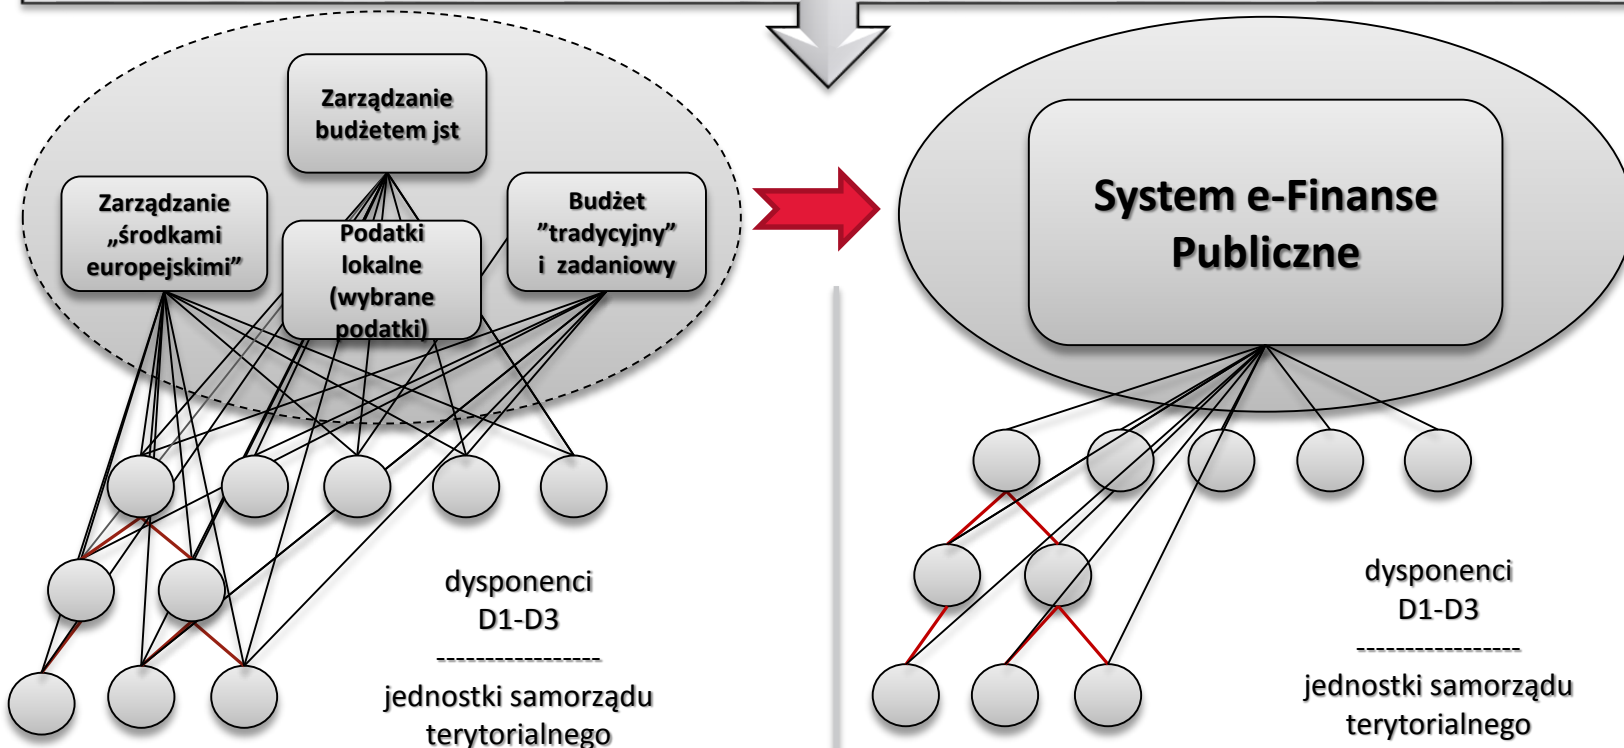 Zarządzanie
budżetem jst
Zarządzanie
„środkami
europejskimi”
Podatki
lokalne
(wybrane
podatki)
Budżet
”tradycyjny”
i zadaniowy
dysponenci
D1-D3
-----------------
jednostki samorządu
terytorialnego
System e-Finanse
Publiczne
dysponenci
D1-D3
-----------------
jednostki samorządu
terytorialnego